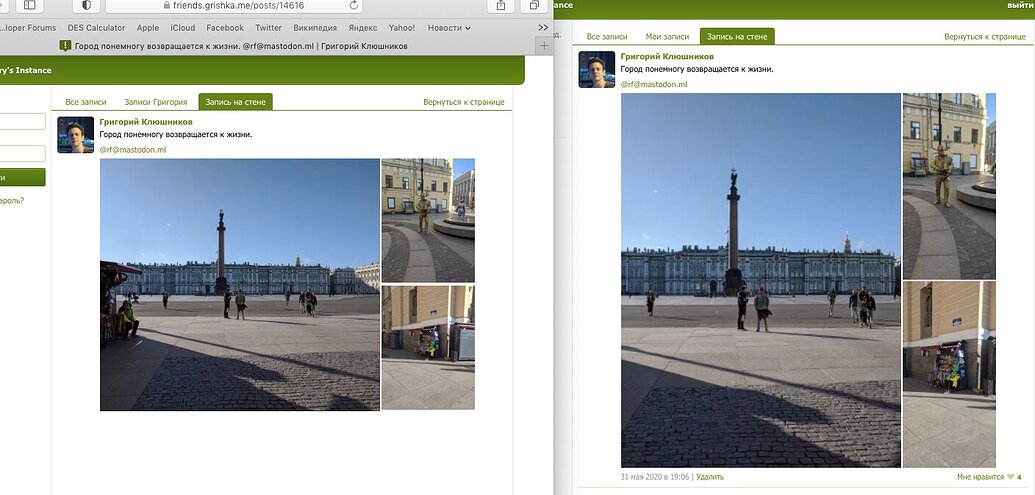 friends.grishka.me/posts/14616
...loper Forums DES Calculator Apple iCloud Facebook Twitter Википедия Яндекс Yahoo! Новости
Город понемногу возвращается к жизни. @rf@mastodon.ml | Григорий Клюшников
ry's Instance
Все записи Записи Григория Запись на стене Вернуться к странице
Григорий Клюшников
Город понемногу возвращается к жизни.
@rf@mastodon.ml
ти
ароль?
ance
выйти
ед.
Все записи Мои записи Запись на стене Вернуться к странице
Григорий Клюшников
Город понемногу возвращается к жизни.
@rf@mastodon.ml
31 мая 2020 в 19:06 | Удалить
Мне нравится 4